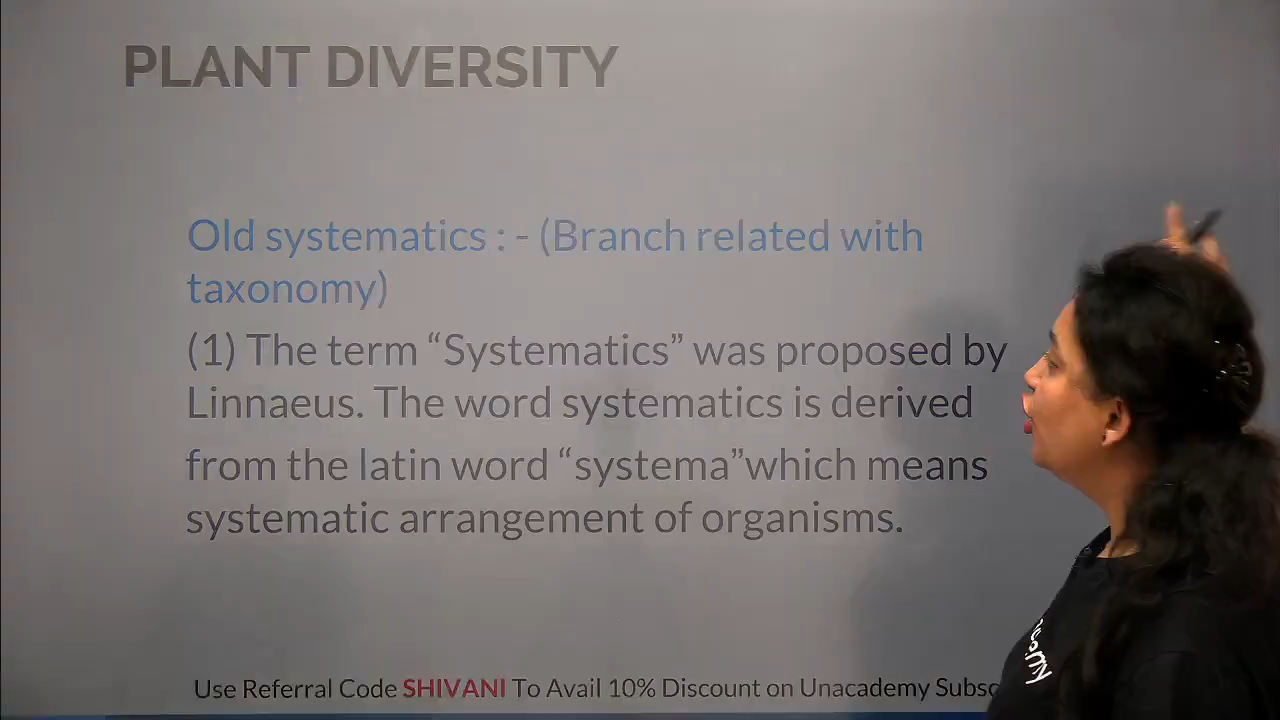 PLANT DIVERSITY
Old systematics : - (Branch related with
taxonomy)
(1) The term “Systematics” was proposed by
Linnaeus. The word systematics is derived
from the latin word “systema”which means
systematic arrangement of organisms.
Use Referral Code SHIVANI To Avail 10% Discount on Unacademy